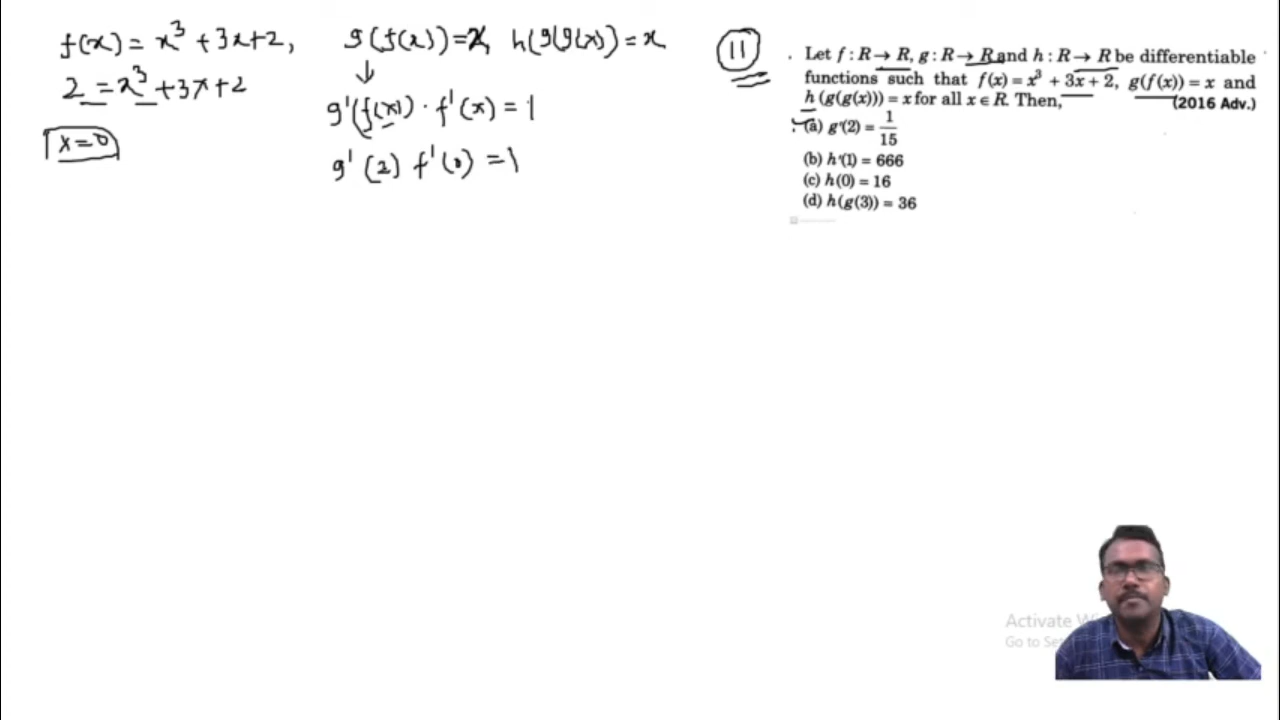 f(x) = x³ + 3x + 2, g(f(x)) = x, h(g(g(x))) = x
2 = x³ + 3x + 2
g'(f(x)) · f'(x) = 1
x = 0
g'(2) f'(0) = 1
11
. Let f : R → R, g : R → R and h : R → R be differentiable
functions such that f(x) = x³ + 3x + 2, g(f(x)) = x and
h (g(g(x))) = x for all x ∈ R. Then, (2016 Adv.)
(a) g'(2) = 1/15
(b) h'(1) = 666
(c) h(0) = 16
(d) h(g(3)) = 36
Activate
Go to Se